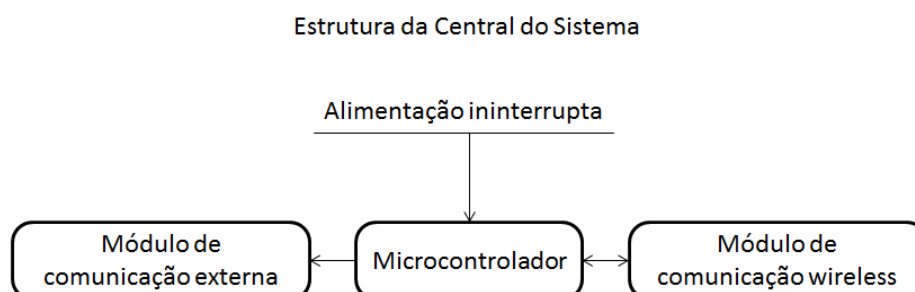 Estrutura da Central do Sistema
Alimentação ininterrupta
Módulo de
comunicação externa
Microcontrolador
Módulo de
comunicação wireless